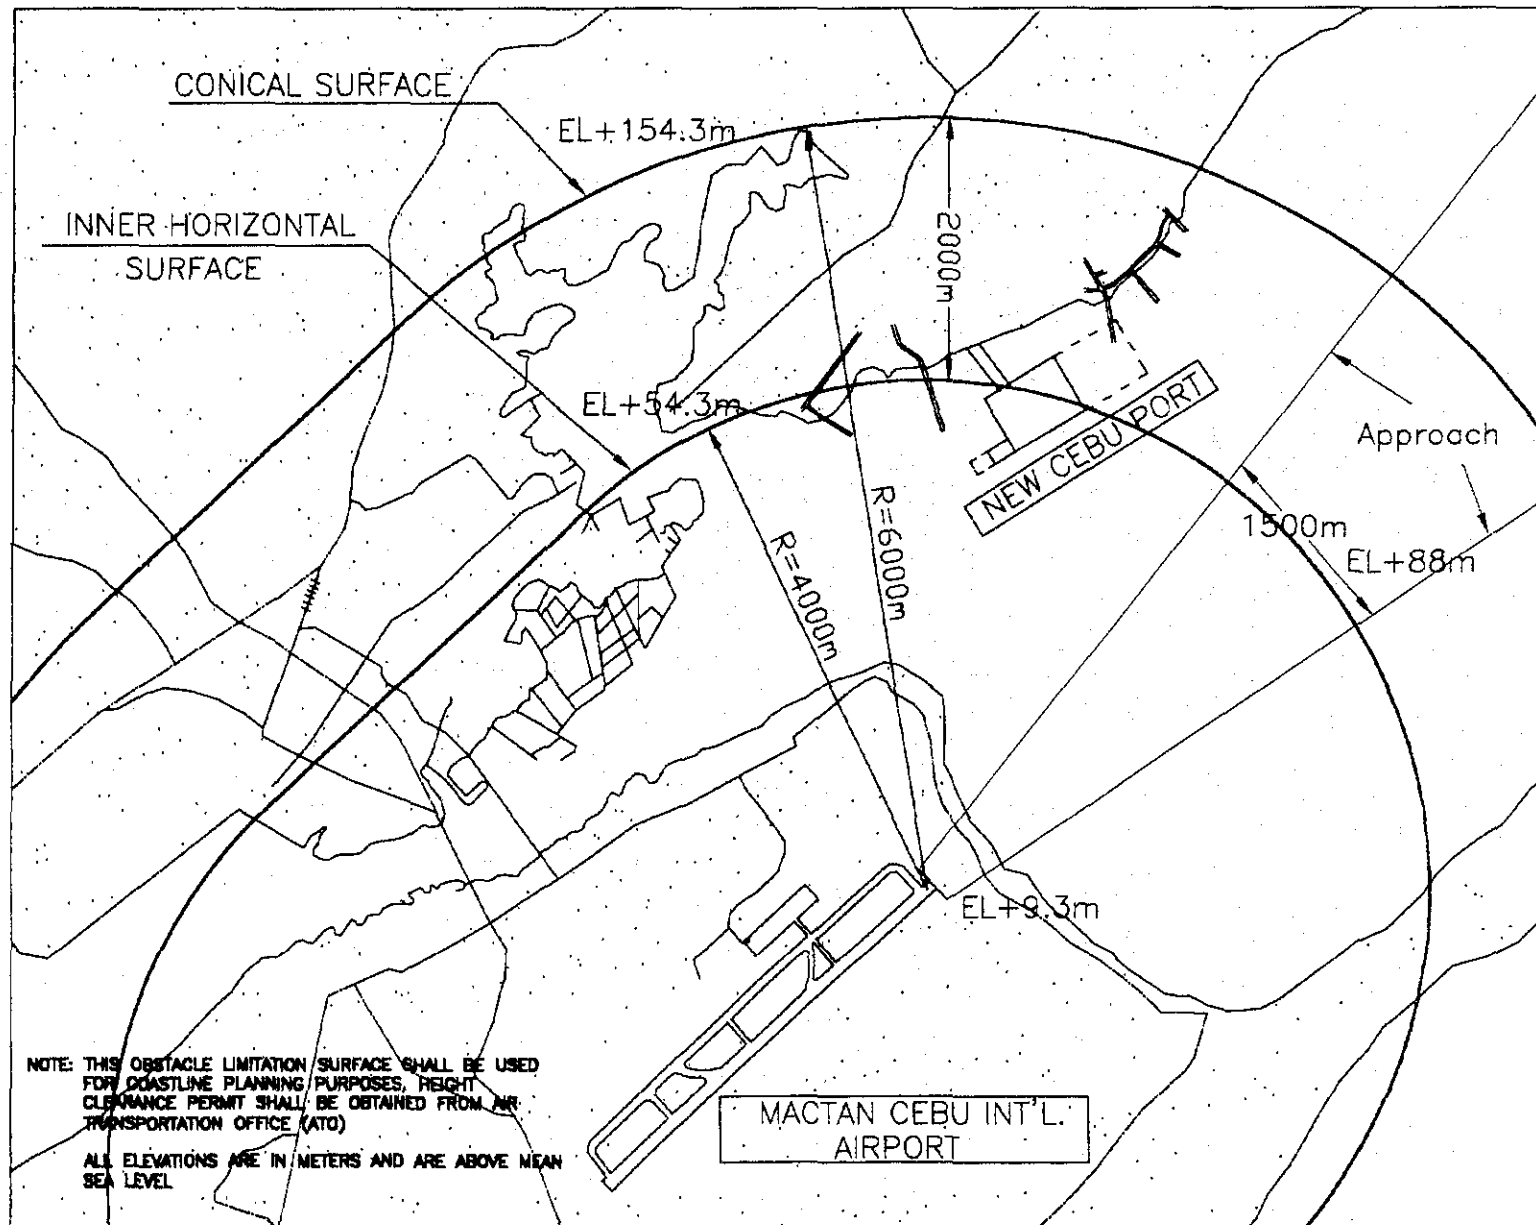 CONICAL SURFACE
EL+154.3m
INNER HORIZONTAL
SURFACE
2000m
EL+54.3m
NEW CEBU PORT
Approach
R=6000m
R=4000m
1500m
EL+88m
EL+9.3m
NOTE: THIS OBSTACLE LIMITATION SURFACE SHALL BE USED
FOR COASTLINE PLANNING PURPOSES, HEIGHT
CLEARANCE PERMIT SHALL BE OBTAINED FROM AIR
TRANSPORTATION OFFICE (ATO)
ALL ELEVATIONS ARE IN METERS AND ARE ABOVE MEAN
SEA LEVEL
MACTAN CEBU INT'L.
AIRPORT